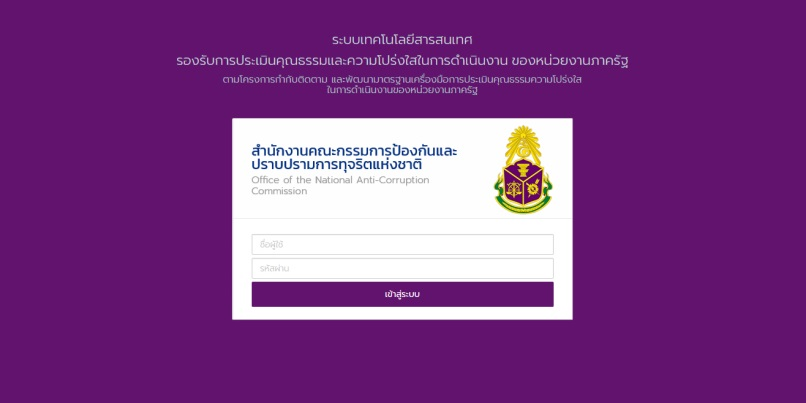 ระบบเทคโนโลยีสารสนเทศ
รองรับการประเมินคุณธรรมและความโปร่งใสในการดำเนินงาน ของหน่วยงานภาครัฐ
ตามโครงการกำกับติดตาม และพัฒนามาตรฐานเครื่องมือการประเมินคุณธรรมความโปร่งใส
ในการดำเนินงานของหน่วยงานภาครัฐ
สำนักงานคณะกรรมการป้องกันและ
ปราบปรามการทุจริตแห่งชาติ
Office of the National Anti-Corruption
Commission
ชื่อผู้ใช้
รหัสผ่าน
เข้าสู่ระบบ